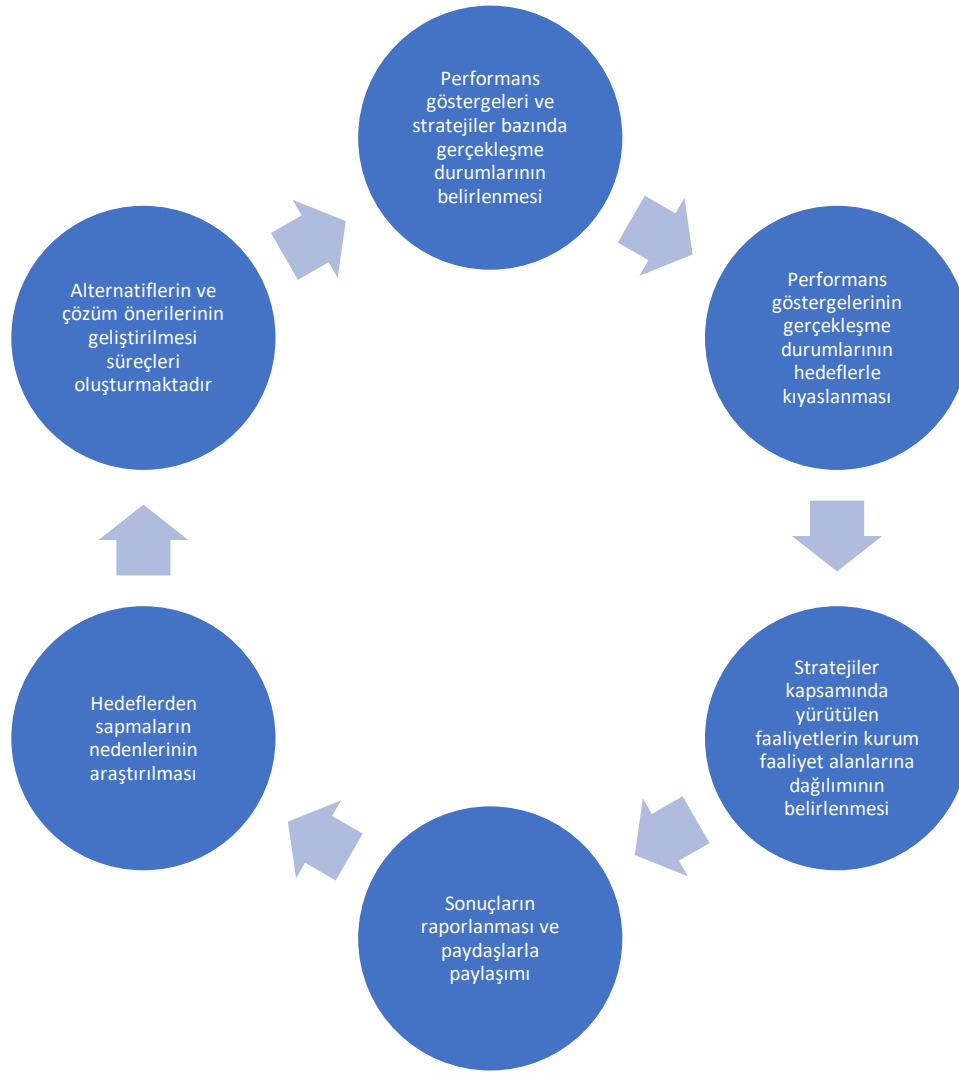 Performans
göstergeleri ve
stratejiler bazında
gerçekleşme
durumlarının
belirlenmesi
Performans
göstergelerinin
gerçekleşme
durumlarının
hedeflerle
kıyaslanması
Stratejiler
kapsamında
yürütülen
faaliyetlerin kurum
faaliyet alanlarına
dağılımının
belirlenmesi
Sonuçların
raporlanması ve
paydaşlarla
paylaşımı
Hedeflerden
sapmaların
nedenlerinin
araştırılması
Alternatiflerin ve
çözüm önerilerinin
geliştirilmesi
süreçleri
oluşturmaktadır